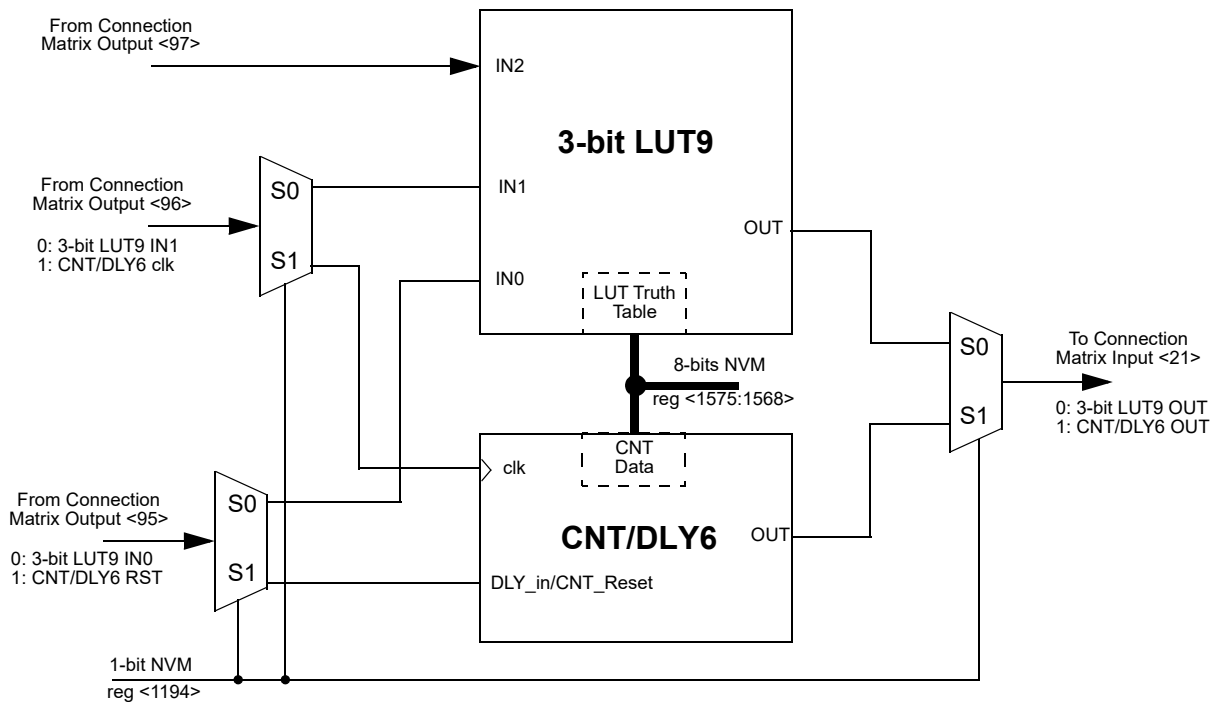 From Connection
Matrix Output <97>
IN2
3-bit LUT9
From Connection
Matrix Output <96>
S0
IN1
0: 3-bit LUT9 IN1
1: CNT/DLY6 clk
S1
OUT
IN0
LUT Truth
Table
8-bits NVM
reg <1575:1568>
S0
To Connection
Matrix Input <21>
S1
0: 3-bit LUT9 OUT
1: CNT/DLY6 OUT
CNT
Data
clk
From Connection
Matrix Output <95>
S0
CNT/DLY6
OUT
0: 3-bit LUT9 IN0
1: CNT/DLY6 RST
S1
DLY_in/CNT_Reset
1-bit NVM
reg <1194>